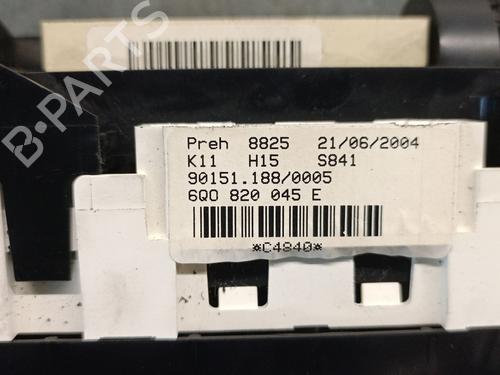 B-PARTS
Preh 8825 21/06/2004
K11 H15 S841
90151.188/0005
6Q0 820 045 E
*C4840*